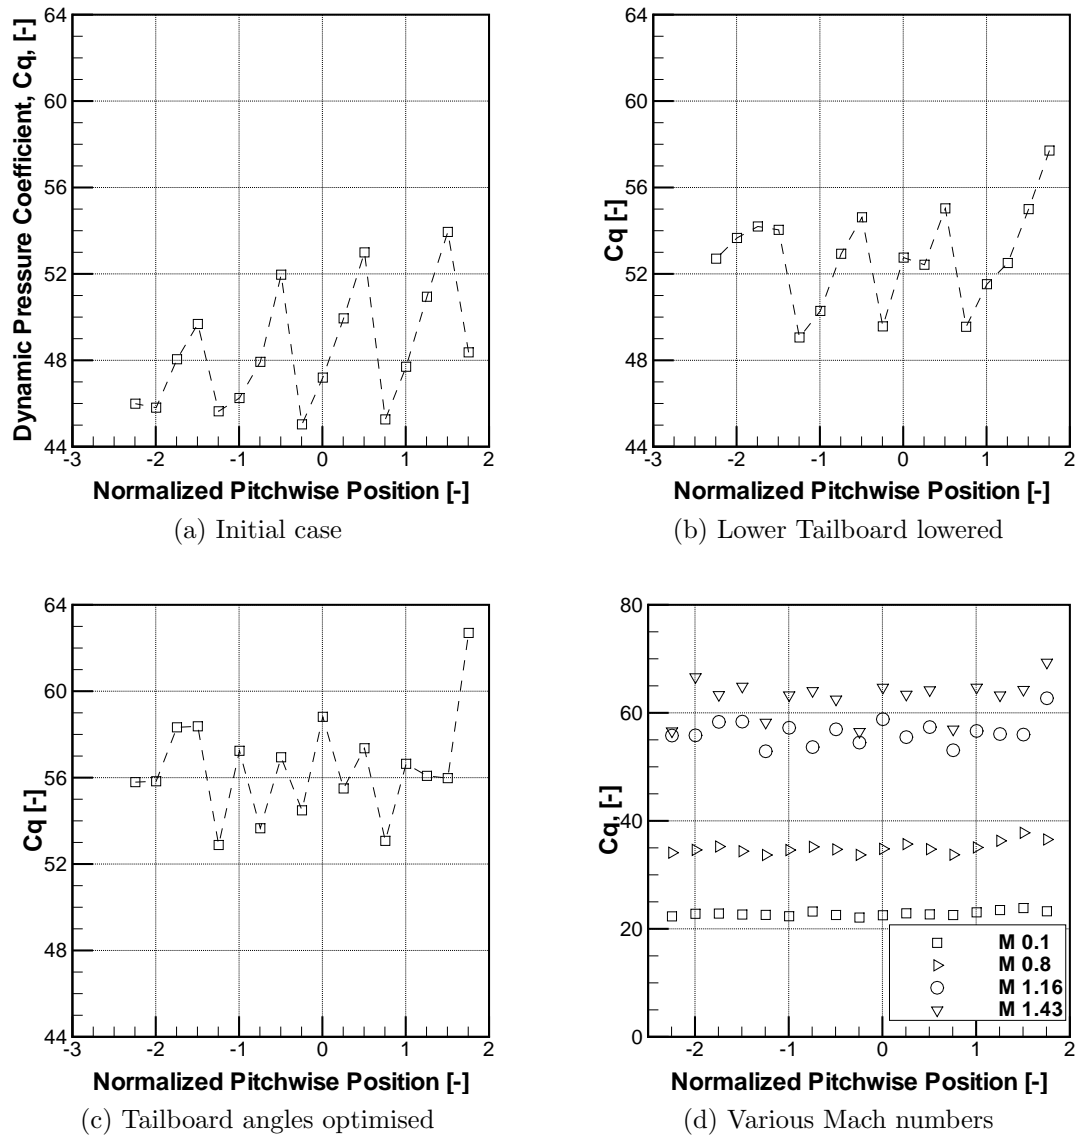 64
60
56
52
48
44
Dynamic Pressure Coefficient, Cq, [-]
-3 -2 -1 0 1 2
Normalized Pitchwise Position [-]
(a) Initial case
64
60
56
52
48
44
Cq [-]
-3 -2 -1 0 1 2
Normalized Pitchwise Position [-]
(b) Lower Tailboard lowered
64
60
56
52
48
44
Cq [-]
-3 -2 -1 0 1 2
Normalized Pitchwise Position [-]
(c) Tailboard angles optimised
80
60
40
20
0
Cq, [-]
M 0.1
M 0.8
M 1.16
M 1.43
-2 -1 0 1 2
Normalized Pitchwise Position [-]
(d) Various Mach numbers